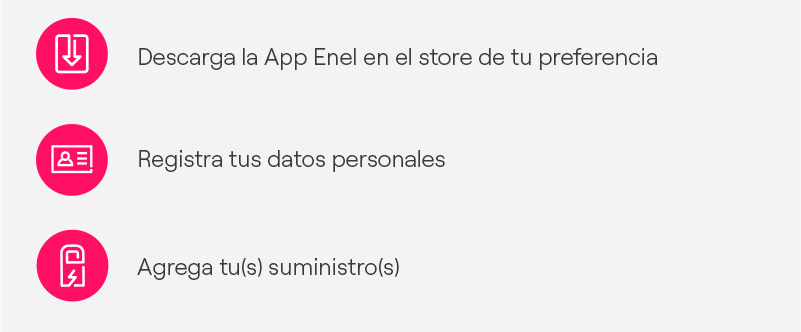 Descarga la App Enel en el store de tu preferencia
Registra tus datos personales
Agrega tu(s) suministro(s)